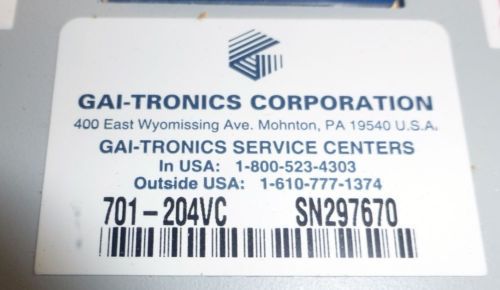 GAI-TRONICS CORPORATION
400 East Wyomissing Ave. Mohnton, PA 19540 U.S.A.
GAI-TRONICS SERVICE CENTERS
In USA: 1-800-523-4303
Outside USA: 1-610-777-1374
701-204VC SN297670